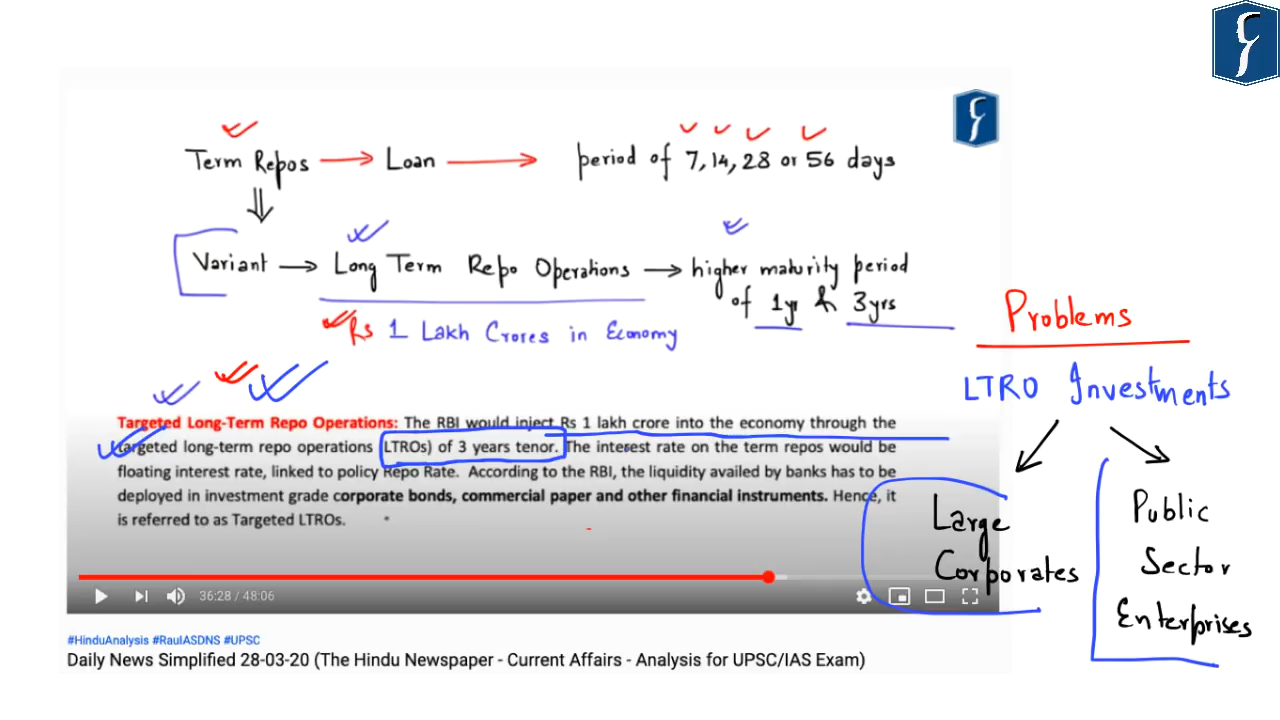 Term Repos → Loan → period of 7, 14, 28 or 56 days
Variant → Long Term Repo Operations → higher maturity period
of 1yr & 3yrs
Rs 1 Lakh Crores in Economy
Targeted Long-Term Repo Operations: The RBI would inject Rs 1 lakh crore into the economy through the
targeted long-term repo operations (LTROs) of 3 years tenor. The interest rate on the term repos would be
floating interest rate, linked to policy Repo Rate. According to the RBI, the liquidity availed by banks has to be
deployed in investment grade corporate bonds, commercial paper and other financial instruments. Hence, it
is referred to as Targeted LTROs.
36:28 / 48:06
#HinduAnalysis #RaulASDNS #UPSC
Daily News Simplified 28-03-20 (The Hindu Newspaper - Current Affairs - Analysis for UPSC/IAS Exam)
Problems
LTRO Investments
Large
Corporates
Public
Sector
Enterprises